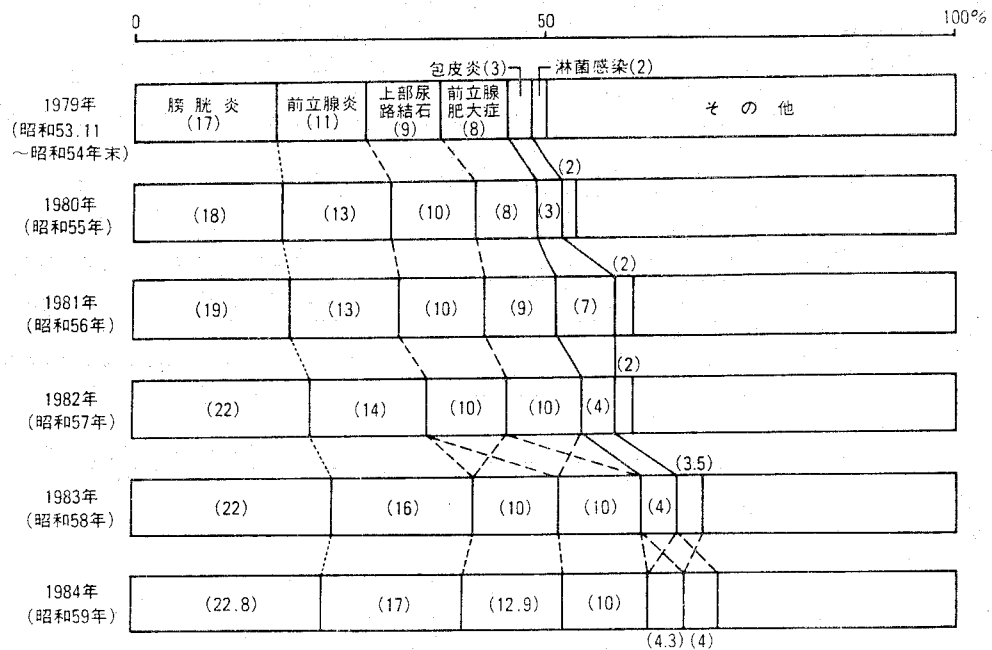 0 50 100%
包皮炎(3) 淋菌感染(2)
1979年
(昭和53.11
～昭和54年末)
膀胱炎
(17)
前立腺炎
(11)
上部尿
路結石
(9)
前立腺
肥大症
(8)
その他
(2)
1980年
(昭和55年)
(18) (13) (10) (8) (3)
(2)
1981年
(昭和56年)
(19) (13) (10) (9) (7)
(2)
1982年
(昭和57年)
(22) (14) (10) (10) (4)
(3.5)
1983年
(昭和58年)
(22) (16) (10) (10) (4)
1984年
(昭和59年)
(22.8) (17) (12.9) (10)
(4.3) (4)